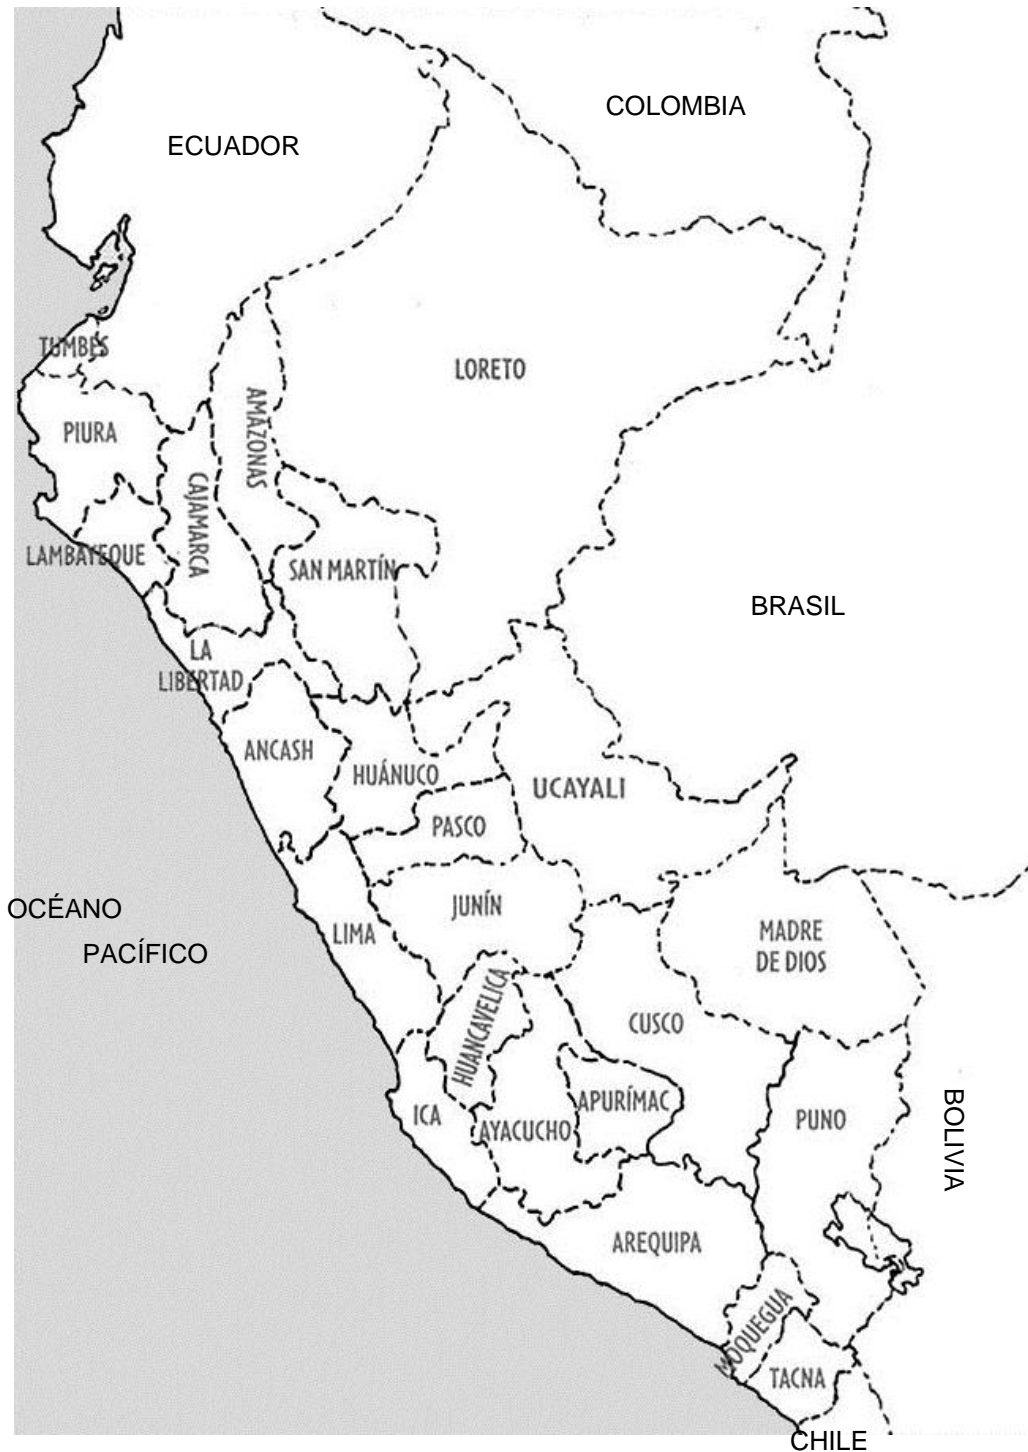 COLOMBIA
ECUADOR
TUMBES
LORETO
AMAZONAS
PIURA
CAJAMARCA
LAMBAYEQUE
SAN MARTÍN
BRASIL
LA
LIBERTAD
ANCASH
HUÁNUCO
UCAYALI
PASCO
JUNÍN
OCÉANO
PACÍFICO
LIMA
MADRE
DE DIOS
HUANCAVELICA
CUSCO
ICA
AYACUCHO
APURÍMAC
PUNO
BOLIVIA
AREQUIPA
MOQUEGUA
TACNA
CHILE